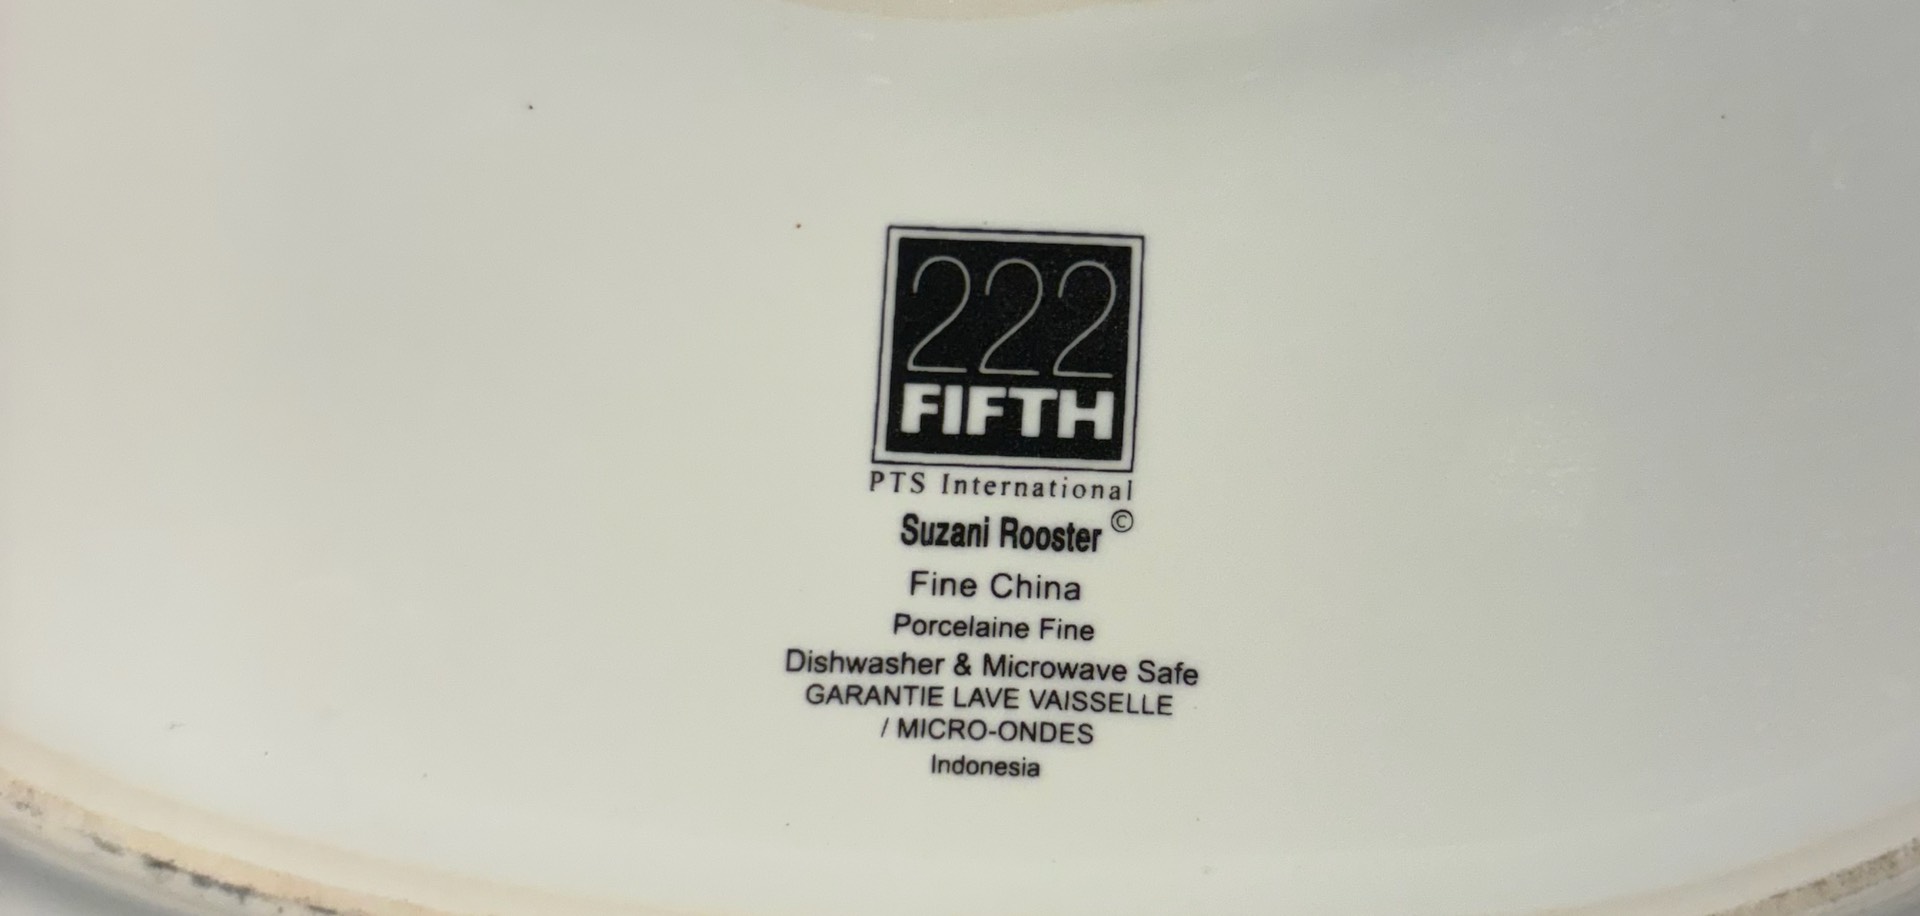 222
FIFTH
PTS International
Suzani Rooster ©
Fine China
Porcelaine Fine
Dishwasher & Microwave Safe
GARANTIE LAVE VAISSELLE
/ MICRO-ONDES
Indonesia